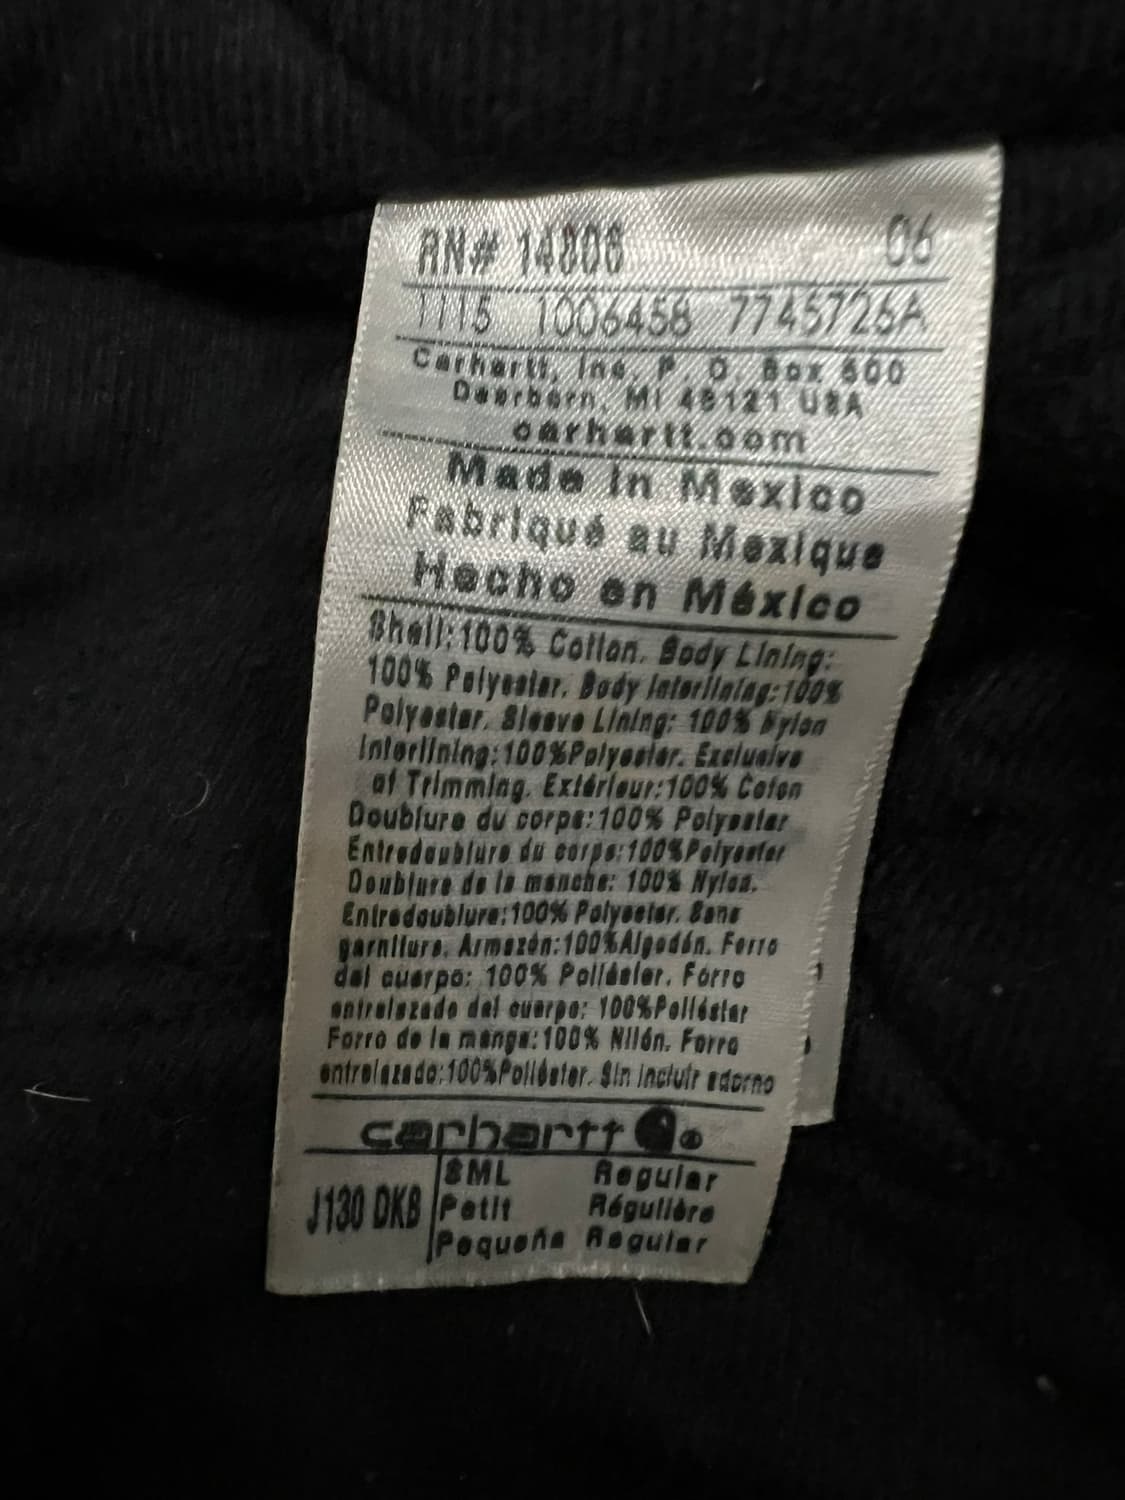 RN# 14806 06
1115 1006458 7745726A
Carhartt, Inc, P. O. Box 600
Dearborn, MI 48121 USA
carhartt.com
Made in Mexico
Fabriqué au Mexique
Hecho en México
Shell:100% Cotton. Body Lining:
100% Polyester. Body Interlining:100%
Polyester. Sleeve Lining: 100% Nylon
Interlining:100%Polyester. Exclusive
of Trimming. Extérieur:100% Coton
Doublure du corps:100% Polyester
Entredoublure du corps:100%Polyester
Doublure de la manche: 100% Nylon.
Entredoublure:100% Polyester. Sans
garniture. Armazón:100%Algodón. Forro
del cuerpo: 100% Poliéster. Forro
entrelazado del cuerpo: 100%Poliéster
Forro de la manga:100% Nilón. Forro
entrelazado:100%Poliéster. Sin incluir adorno
carhartt ®
J130 DKB
SML Regular
Petit Régulière
Pequeña Regular